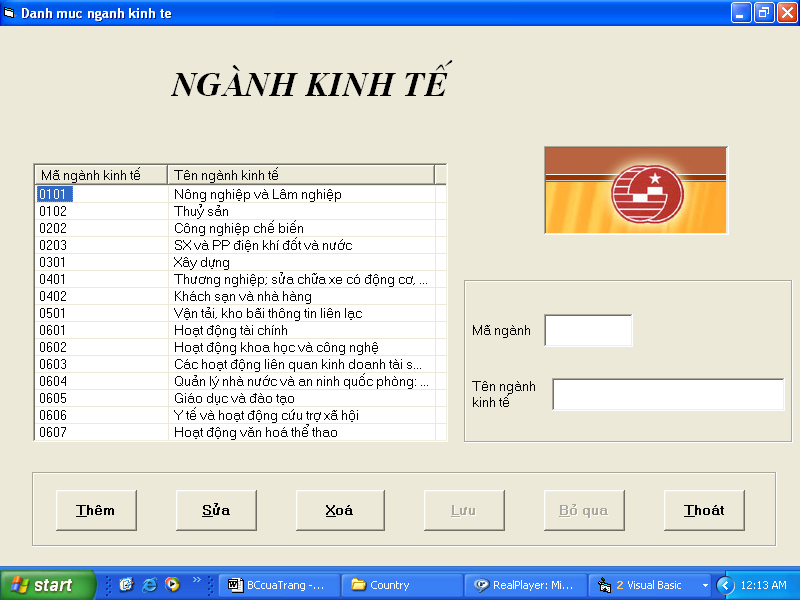 Danh muc nganh kinh te
NGÀNH KINH TẾ
Mã ngành kinh tế Tên ngành kinh tế
0101 Nông nghiệp và Lâm nghiệp
0102 Thuỷ sản
0202 Công nghiệp chế biến
0203 SX và PP điện khí đốt và nước
0301 Xây dựng
0401 Thương nghiệp; sửa chữa xe có động cơ, ...
0402 Khách sạn và nhà hàng
0501 Vận tải, kho bãi thông tin liên lạc
0601 Hoạt động tài chính
0602 Hoạt động khoa học và công nghệ
0603 Các hoạt động liên quan kinh doanh tài s...
0604 Quản lý nhà nước và an ninh quốc phòng; ...
0605 Giáo dục và đào tạo
0606 Y tế và hoạt động cứu trợ xã hội
0607 Hoạt động văn hoá thể thao
Mã ngành
Tên ngành
kinh tế
Thêm Sửa Xoá Lưu Bỏ qua Thoát
start BCcuaTrang -... Country RealPlayer: Mi... 2 Visual Basic 12:13 AM